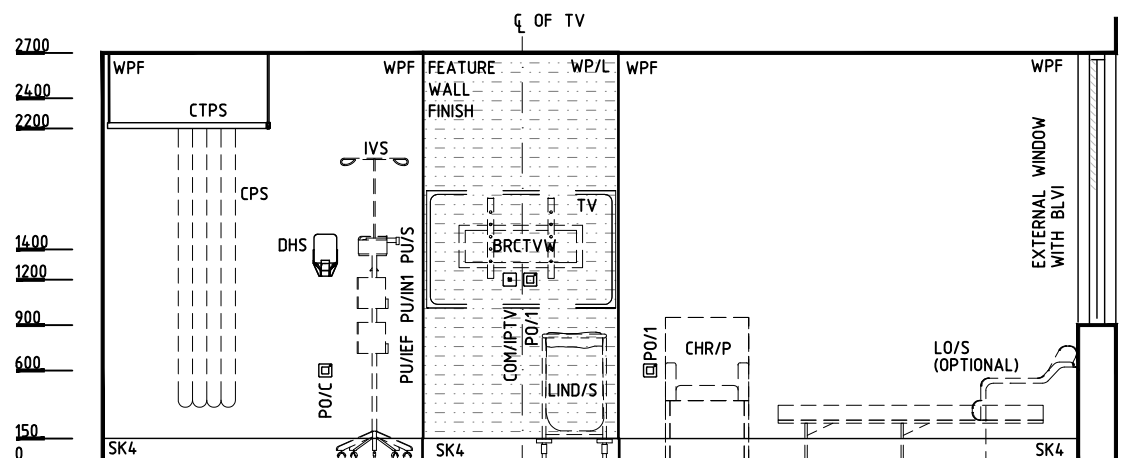 ℄ OF TV
2700
2400
2200
1400
1200
900
600
150
0
WPF
WPF
FEATURE
WALL
FINISH
WP/L
WPF
WPF
CTPS
CPS
IVS
DHS
PU/S
PU/IN1
PU/IEF
PO/C
TV
BRCTVW
COM/IPTV
PO/1
LIND/S
PO/1
CHR/P
LO/S
(OPTIONAL)
EXTERNAL WINDOW
WITH BLVI
SK4
SK4
SK4